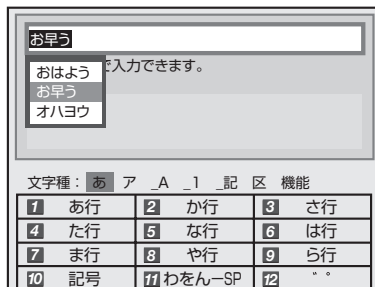 お早う
で入力できます。
おはよう
お早う
オハヨウ
文字種： あ ア _A _1 _記 区 機能
1 あ行 2 か行 3 さ行
4 た行 5 な行 6 は行
7 ま行 8 や行 9 ら行
10 記号 11 わをんーSP 12 ゛゜